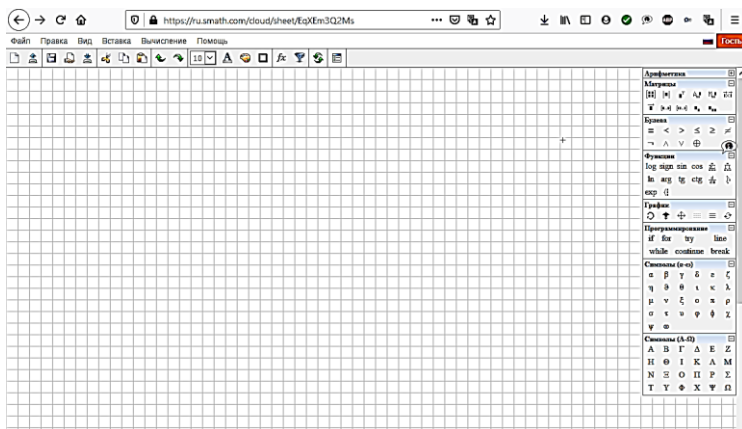 https://ru.smath.com/cloud/sheet/EqXEm3Q2Ms
Файл Правка Вид Вставка Вычисление Помощь
Гость
10
Арифметика
Матрицы
Булева
= < > ≤ ≥ ≠
¬ ∧ ∨ ⊕
Функции
log sign sin cos
ln arg tg ctg
exp
Графики
Программирование
if for try line
while continue break
Символы (α-ω)
α β γ δ ε ζ
η ϑ θ ι κ λ
μ ν ξ ο π ρ
σ τ υ φ ϕ χ
ψ ω
Символы (Α-Ω)
Α Β Γ Δ Ε Ζ
Η Θ Ι Κ Λ Μ
Ν Ξ Ο Π Ρ Σ
Τ Υ Φ Χ Ψ Ω